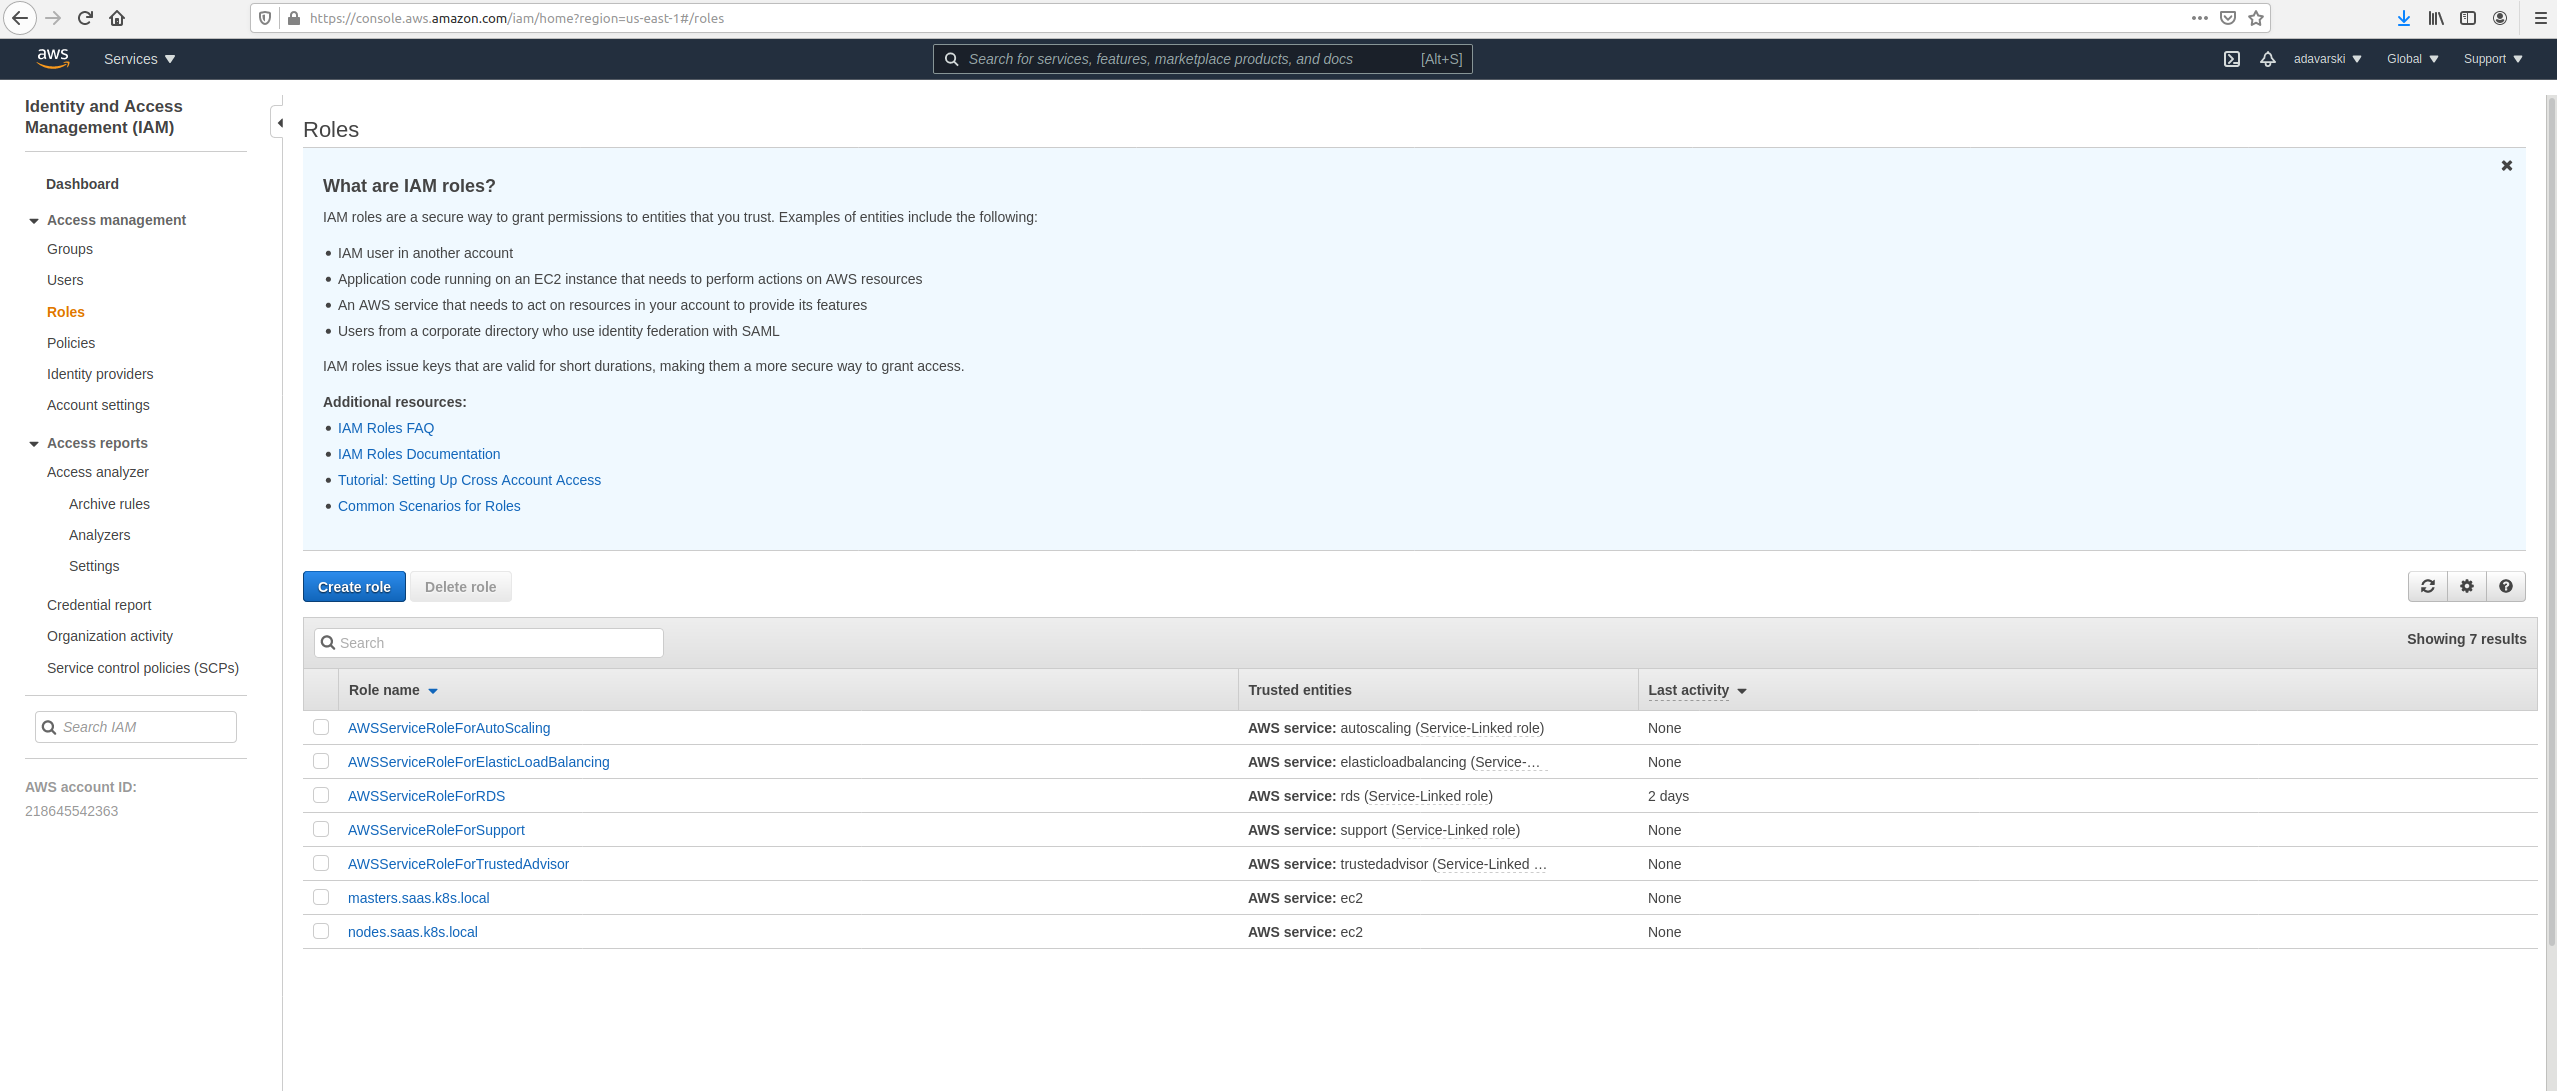 https://console.aws.amazon.com/iam/home?region=us-east-1#/roles
aws
Services
Search for services, features, marketplace products, and docs [Alt+S]
adavarski
Global
Support
Identity and Access
Management (IAM)
Dashboard
Access management
Groups
Users
Roles
Policies
Identity providers
Account settings
Access reports
Access analyzer
Archive rules
Analyzers
Settings
Credential report
Organization activity
Service control policies (SCPs)
Search IAM
AWS account ID:
218645542363
Roles
What are IAM roles?
IAM roles are a secure way to grant permissions to entities that you trust. Examples of entities include the following:
• IAM user in another account
• Application code running on an EC2 instance that needs to perform actions on AWS resources
• An AWS service that needs to act on resources in your account to provide its features
• Users from a corporate directory who use identity federation with SAML
IAM roles issue keys that are valid for short durations, making them a more secure way to grant access.
Additional resources:
• IAM Roles FAQ
• IAM Roles Documentation
• Tutorial: Setting Up Cross Account Access
• Common Scenarios for Roles
Create role Delete role
Search
Showing 7 results
Role name Trusted entities Last activity
AWSServiceRoleForAutoScaling AWS service: autoscaling (Service-Linked role) None
AWSServiceRoleForElasticLoadBalancing AWS service: elasticloadbalancing (Service-… None
AWSServiceRoleForRDS AWS service: rds (Service-Linked role) 2 days
AWSServiceRoleForSupport AWS service: support (Service-Linked role) None
AWSServiceRoleForTrustedAdvisor AWS service: trustedadvisor (Service-Linked … None
masters.saas.k8s.local AWS service: ec2 None
nodes.saas.k8s.local AWS service: ec2 None